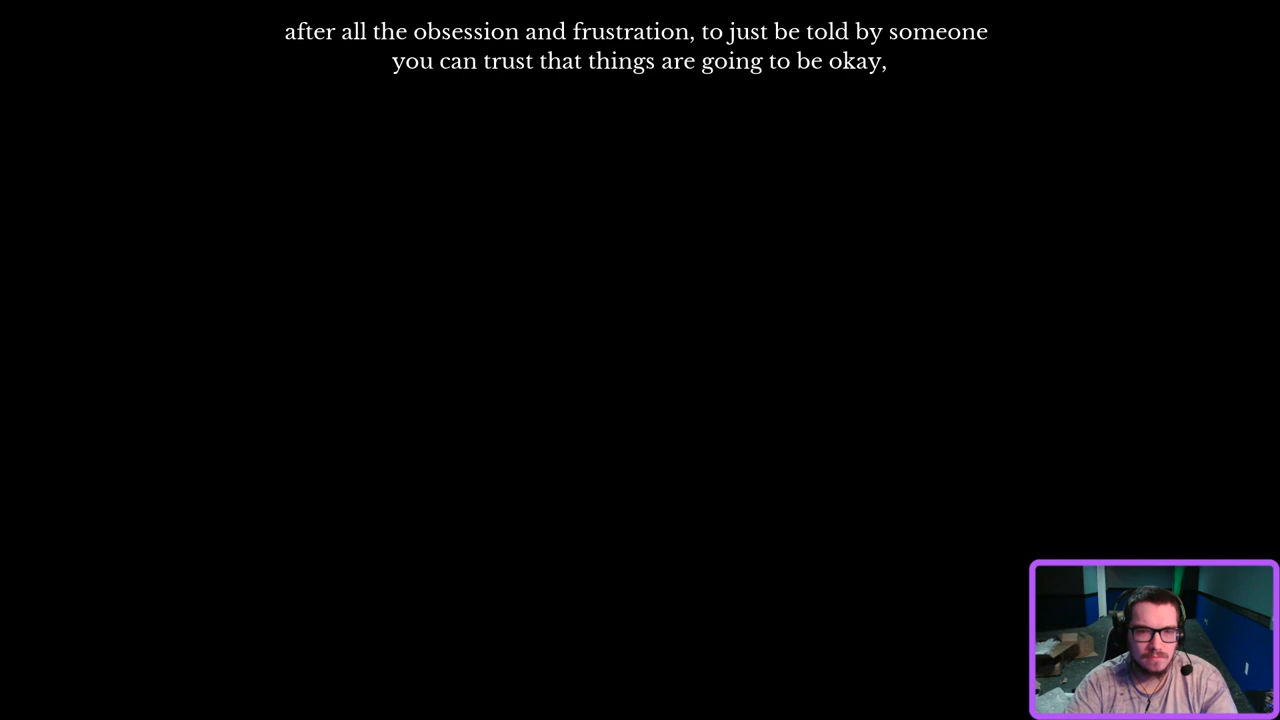 after all the obsession and frustration, to just be told by someone
you can trust that things are going to be okay,